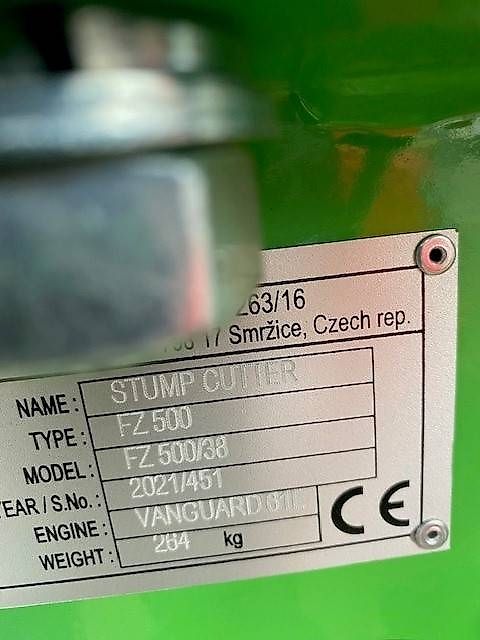 263/16
17 Smržice, Czech rep.
NAME: STUMP CUTTER
TYPE: FZ 500
MODEL: FZ 500/38
YEAR / S.No.: 2021/451
ENGINE: VANGUARD
WEIGHT: 264 kg
CE